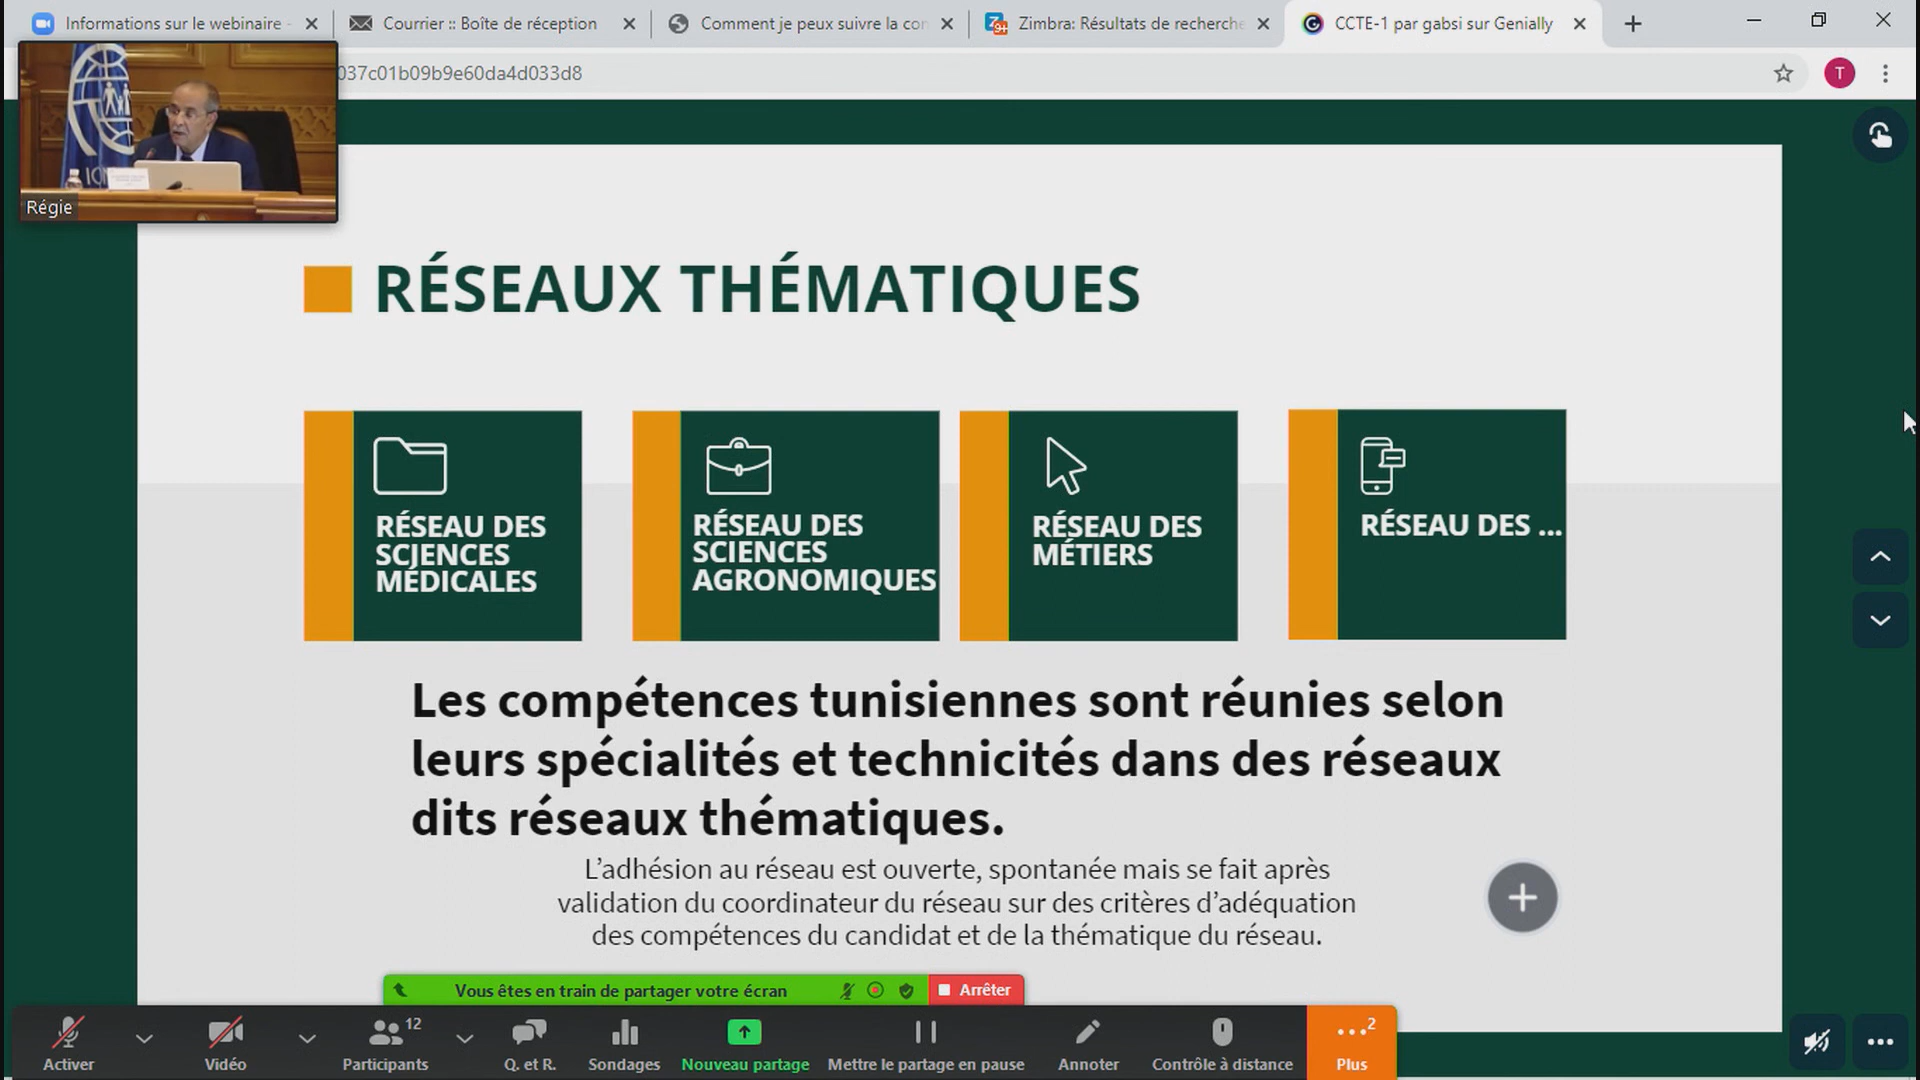 Informations sur le webinaire -
Courrier :: Boîte de réception
Comment je peux suivre la con
Zimbra: Résultats de recherche
CCTE-1 par gabsi sur Genially
037c01b09b9e60da4d033d8
T
Régie
RÉSEAUX THÉMATIQUES
RÉSEAU DES
SCIENCES
MÉDICALES
RÉSEAU DES
SCIENCES
AGRONOMIQUES
RÉSEAU DES
MÉTIERS
RÉSEAU DES ...
Les compétences tunisiennes sont réunies selon
leurs spécialités et technicités dans des réseaux
dits réseaux thématiques.
L’adhésion au réseau est ouverte, spontanée mais se fait après
validation du coordinateur du réseau sur des critères d’adéquation
des compétences du candidat et de la thématique du réseau.
Vous êtes en train de partager votre écran
Arrêter
Activer
Vidéo
Participants 12
Q. et R.
Sondages
Nouveau partage
Mettre le partage en pause
Annoter
Contrôle à distance
Plus 2